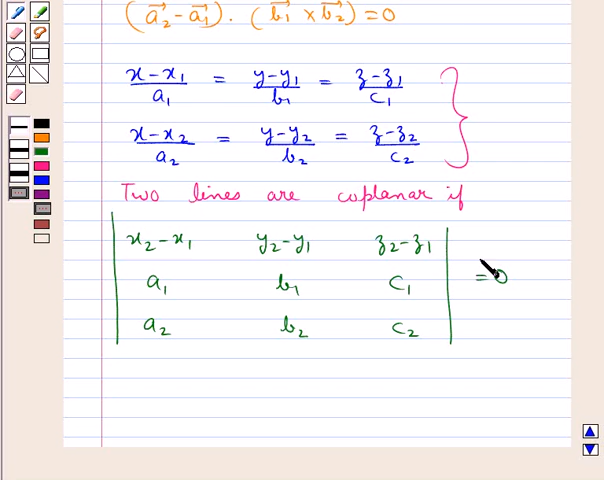 (a₂⃗ - a₁⃗) . (b₁⃗ × b₂⃗) = 0
(x-x₁)/a₁ = (y-y₁)/b₁ = (z-z₁)/c₁
(x-x₂)/a₂ = (y-y₂)/b₂ = (z-z₂)/c₂
Two lines are coplanar if
| x₂-x₁ y₂-y₁ z₂-z₁ |
| a₁ b₁ c₁ | = 0
| a₂ b₂ c₂ |